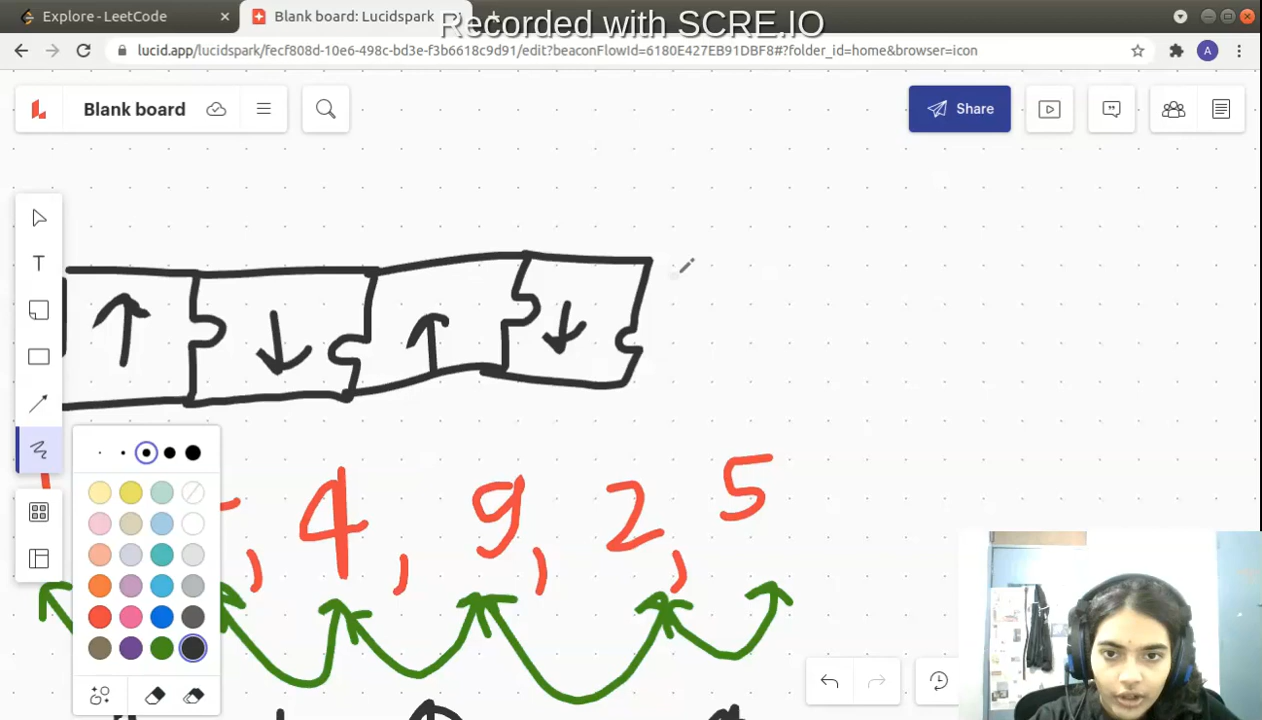 Explore - LeetCode
Blank board: Lucidspark
Recorded with SCRE.IO
lucid.app/lucidspark/fecf808d-10e6-498c-bd3e-f3b6618c9d91/edit?beaconFlowId=6180E427EB91DBF8#?folder_id=home&browser=icon
A
Blank board
Share
T
, 4, 9, 2, 5